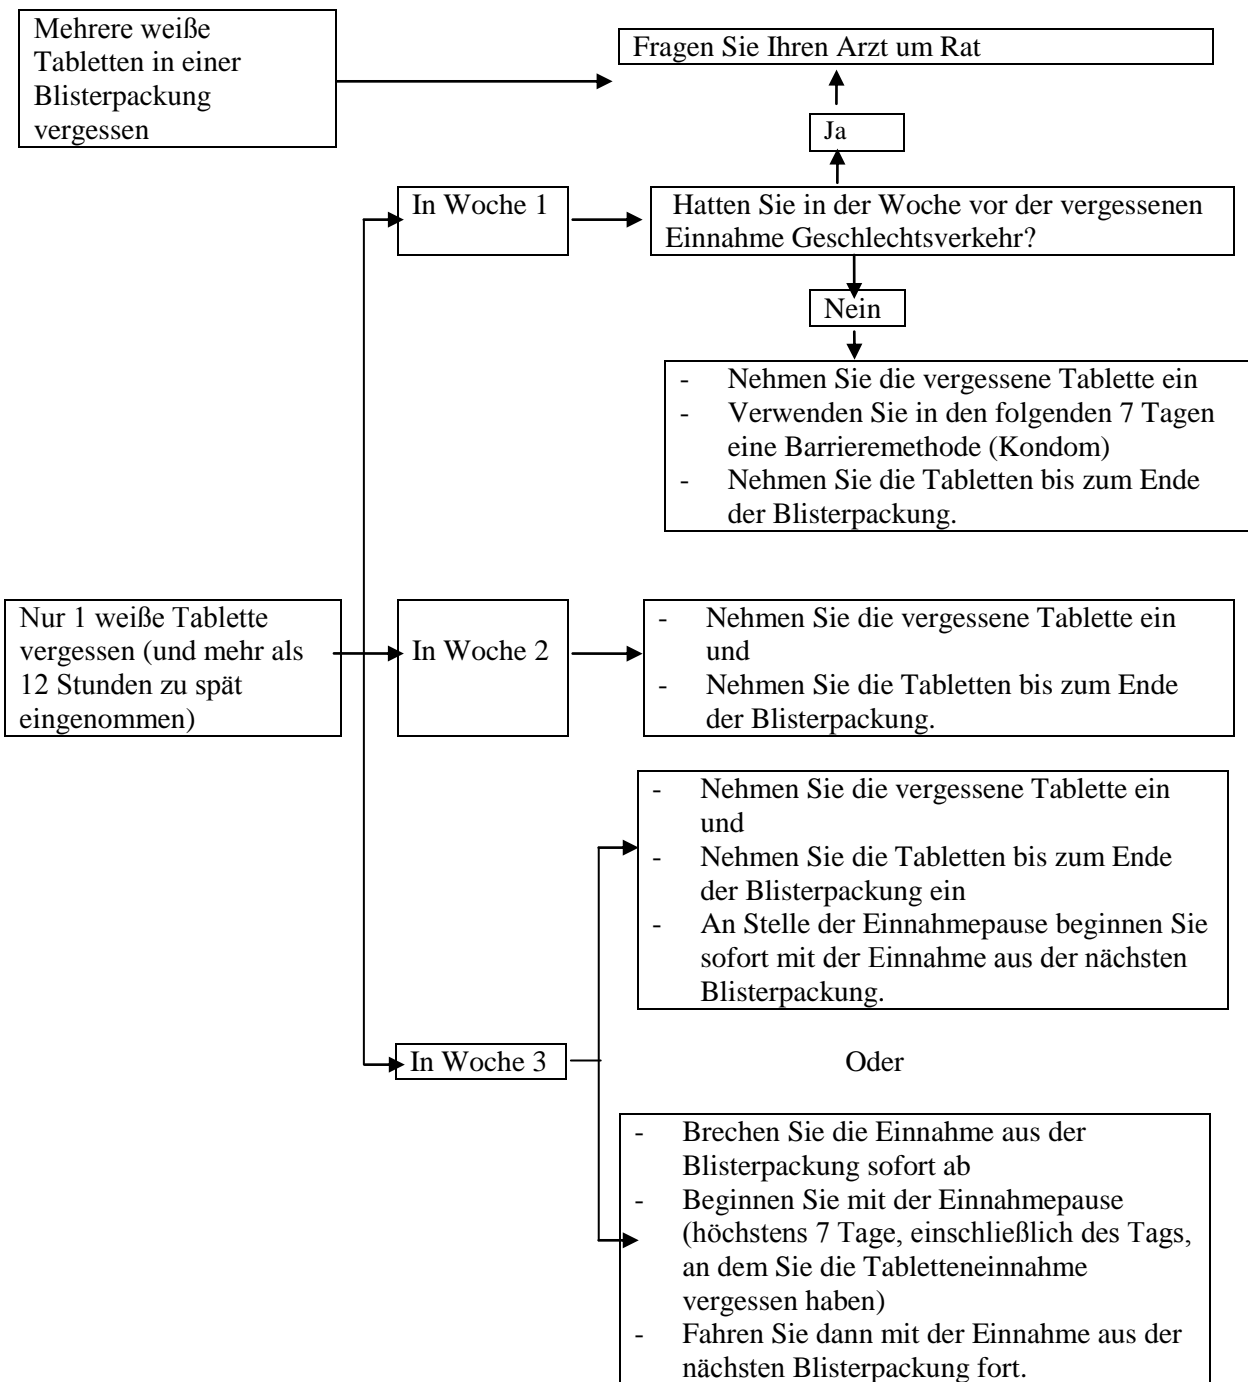 Mehrere weiße
Tabletten in einer
Blisterpackung
vergessen
Fragen Sie Ihren Arzt um Rat
Ja
In Woche 1
Hatten Sie in der Woche vor der vergessenen
Einnahme Geschlechtsverkehr?
Nein
- Nehmen Sie die vergessene Tablette ein
- Verwenden Sie in den folgenden 7 Tagen
eine Barrieremethode (Kondom)
- Nehmen Sie die Tabletten bis zum Ende
der Blisterpackung.
Nur 1 weiße Tablette
vergessen (und mehr als
12 Stunden zu spät
eingenommen)
In Woche 2
- Nehmen Sie die vergessene Tablette ein
und
- Nehmen Sie die Tabletten bis zum Ende
der Blisterpackung.
- Nehmen Sie die vergessene Tablette ein
und
- Nehmen Sie die Tabletten bis zum Ende
der Blisterpackung ein
- An Stelle der Einnahmepause beginnen Sie
sofort mit der Einnahme aus der nächsten
Blisterpackung.
In Woche 3
Oder
- Brechen Sie die Einnahme aus der
Blisterpackung sofort ab
- Beginnen Sie mit der Einnahmepause
(höchstens 7 Tage, einschließlich des Tags,
an dem Sie die Tabletteneinnahme
vergessen haben)
- Fahren Sie dann mit der Einnahme aus der
nächsten Blisterpackung fort.